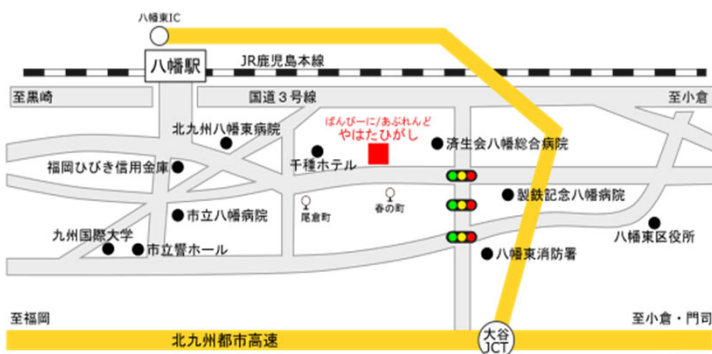 八幡東IC
八幡駅
JR鹿児島本線
至黒崎
国道3号線
至小倉
ばんびーに/あぷれんど
やはたひがし
北九州八幡東病院
済生会八幡総合病院
千種ホテル
福岡ひびき信用金庫
製鉄記念八幡病院
尾倉町
春の町
市立八幡病院
九州国際大学
市立響ホール
八幡東区役所
八幡東消防署
至福岡
至小倉・門司
北九州都市高速
大谷
JCT